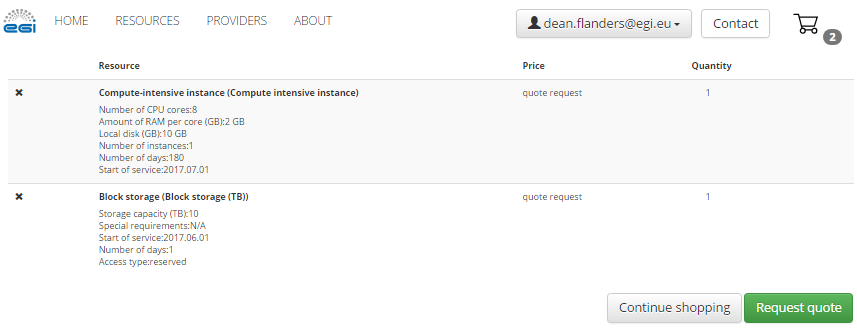 egi HOME RESOURCES PROVIDERS ABOUT dean.flanders@egi.eu Contact 2
Resource Price Quantity
Compute-intensive instance (Compute intensive instance) quote request 1
Number of CPU cores:8
Amount of RAM per core (GB):2 GB
Local disk (GB):10 GB
Number of instances:1
Number of days:180
Start of service:2017.07.01
Block storage (Block storage (TB)) quote request 1
Storage capacity (TB):10
Special requirements:N/A
Start of service:2017.06.01
Number of days:1
Access type:reserved
Continue shopping Request quote